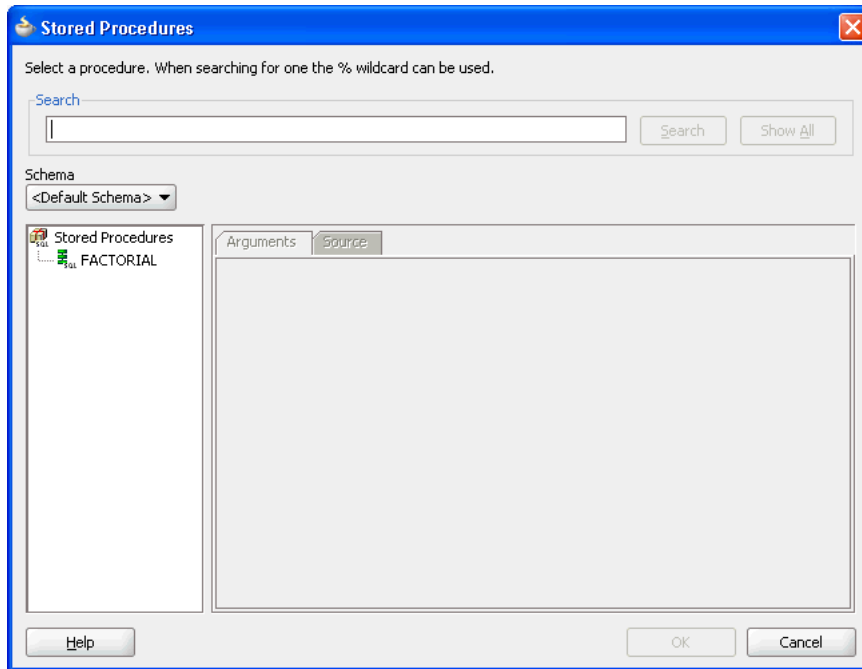 Stored Procedures
Select a procedure. When searching for one the % wildcard can be used.
Search
Search
Show All
Schema
<Default Schema>
Stored Procedures
FACTORIAL
Arguments
Source
Help
OK
Cancel